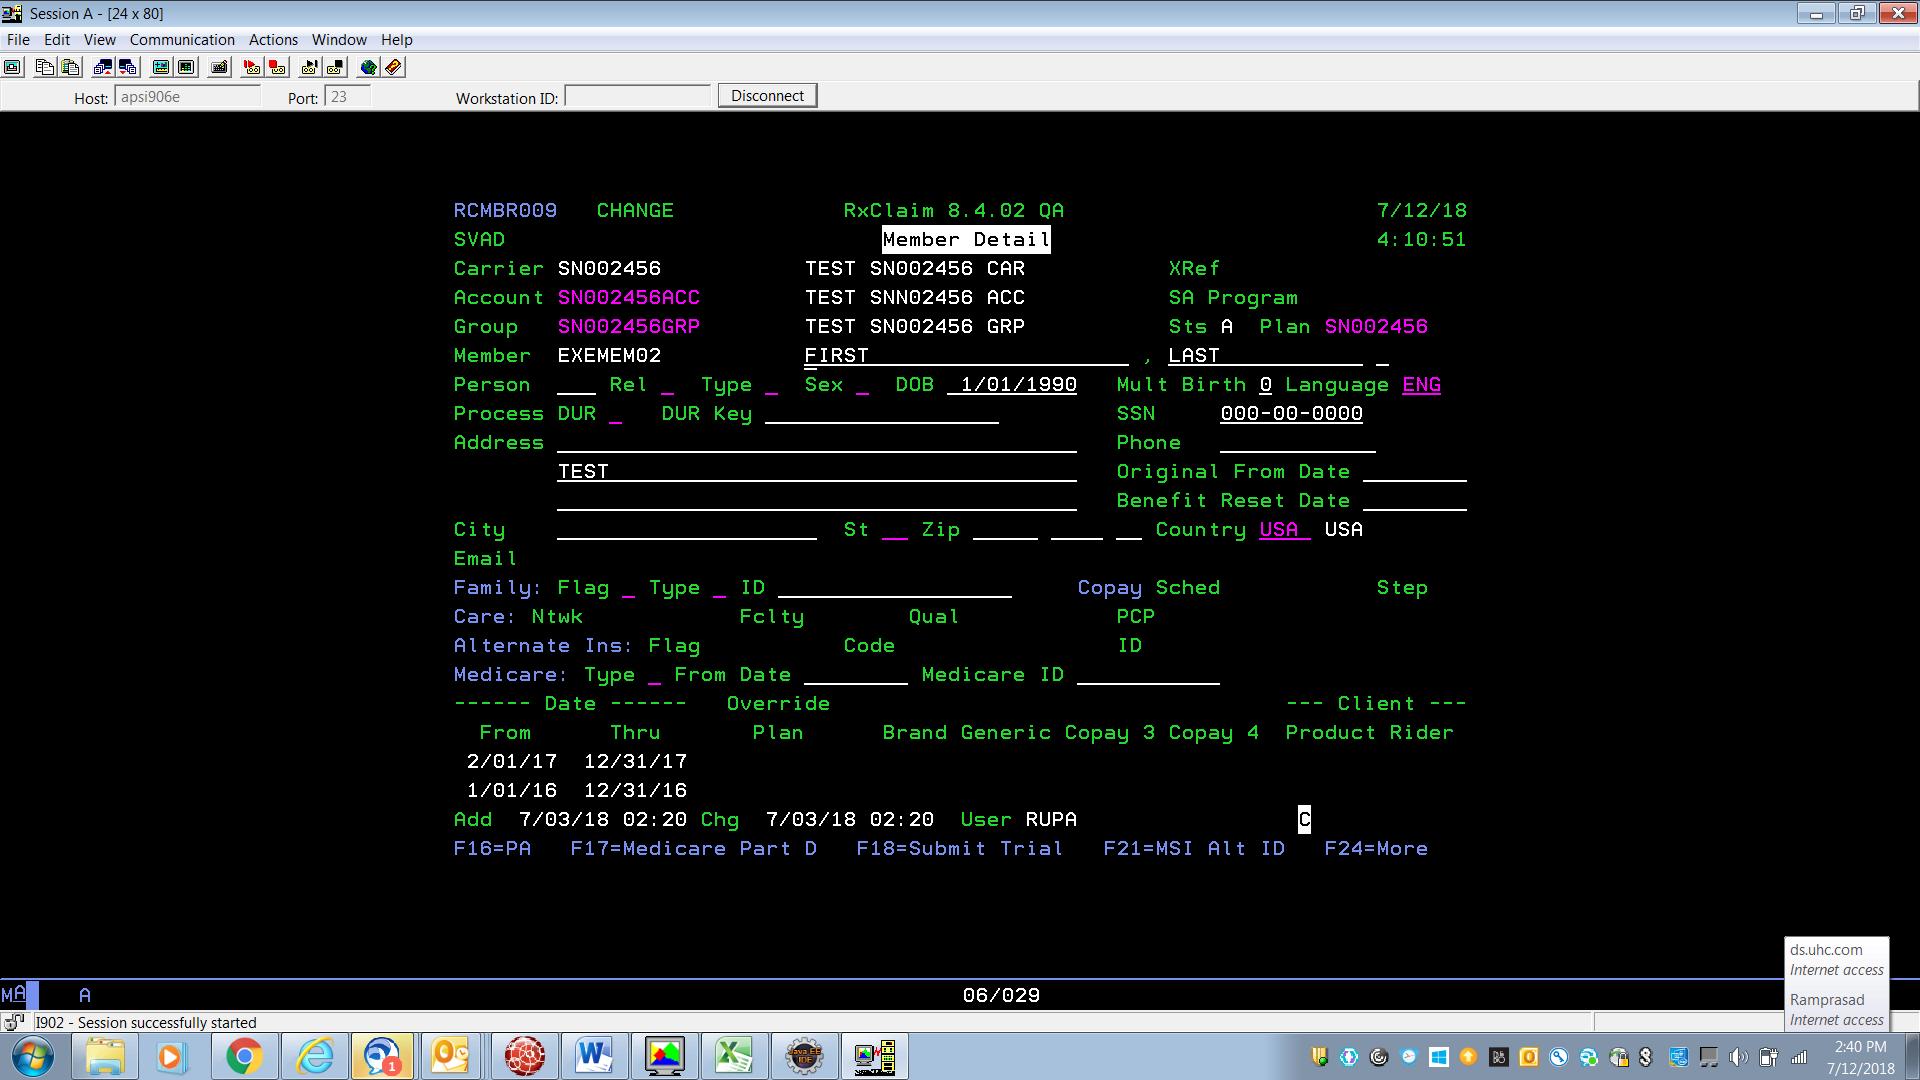 Session A - [24 x 80]
File Edit View Communication Actions Window Help
Host: apsi906e Port: 23 Workstation ID: Disconnect
RCMBR009 CHANGE RxClaim 8.4.02 QA 7/12/18
SVAD Member Detail 4:10:51
Carrier SN002456 TEST SN002456 CAR XRef
Account SN002456ACC TEST SNN02456 ACC SA Program
Group SN002456GRP TEST SN002456 GRP Sts A Plan SN002456
Member EXEMEM02 FIRST , LAST
Person Rel Type Sex DOB 1/01/1990 Mult Birth 0 Language ENG
Process DUR DUR Key SSN 000-00-0000
Address Phone
TEST Original From Date
Benefit Reset Date
City St Zip Country USA USA
Email
Family: Flag Type ID Copay Sched Step
Care: Ntwk Fclty Qual PCP
Alternate Ins: Flag Code ID
Medicare: Type From Date Medicare ID
------ Date ------ Override --- Client ---
From Thru Plan Brand Generic Copay 3 Copay 4 Product Rider
2/01/17 12/31/17
1/01/16 12/31/16
Add 7/03/18 02:20 Chg 7/03/18 02:20 User RUPA C
F16=PA F17=Medicare Part D F18=Submit Trial F21=MSI Alt ID F24=More
ds.uhc.com
Internet access
Ramprasad
Internet access
MA A 06/029
I902 - Session successfully started
2:40 PM
7/12/2018